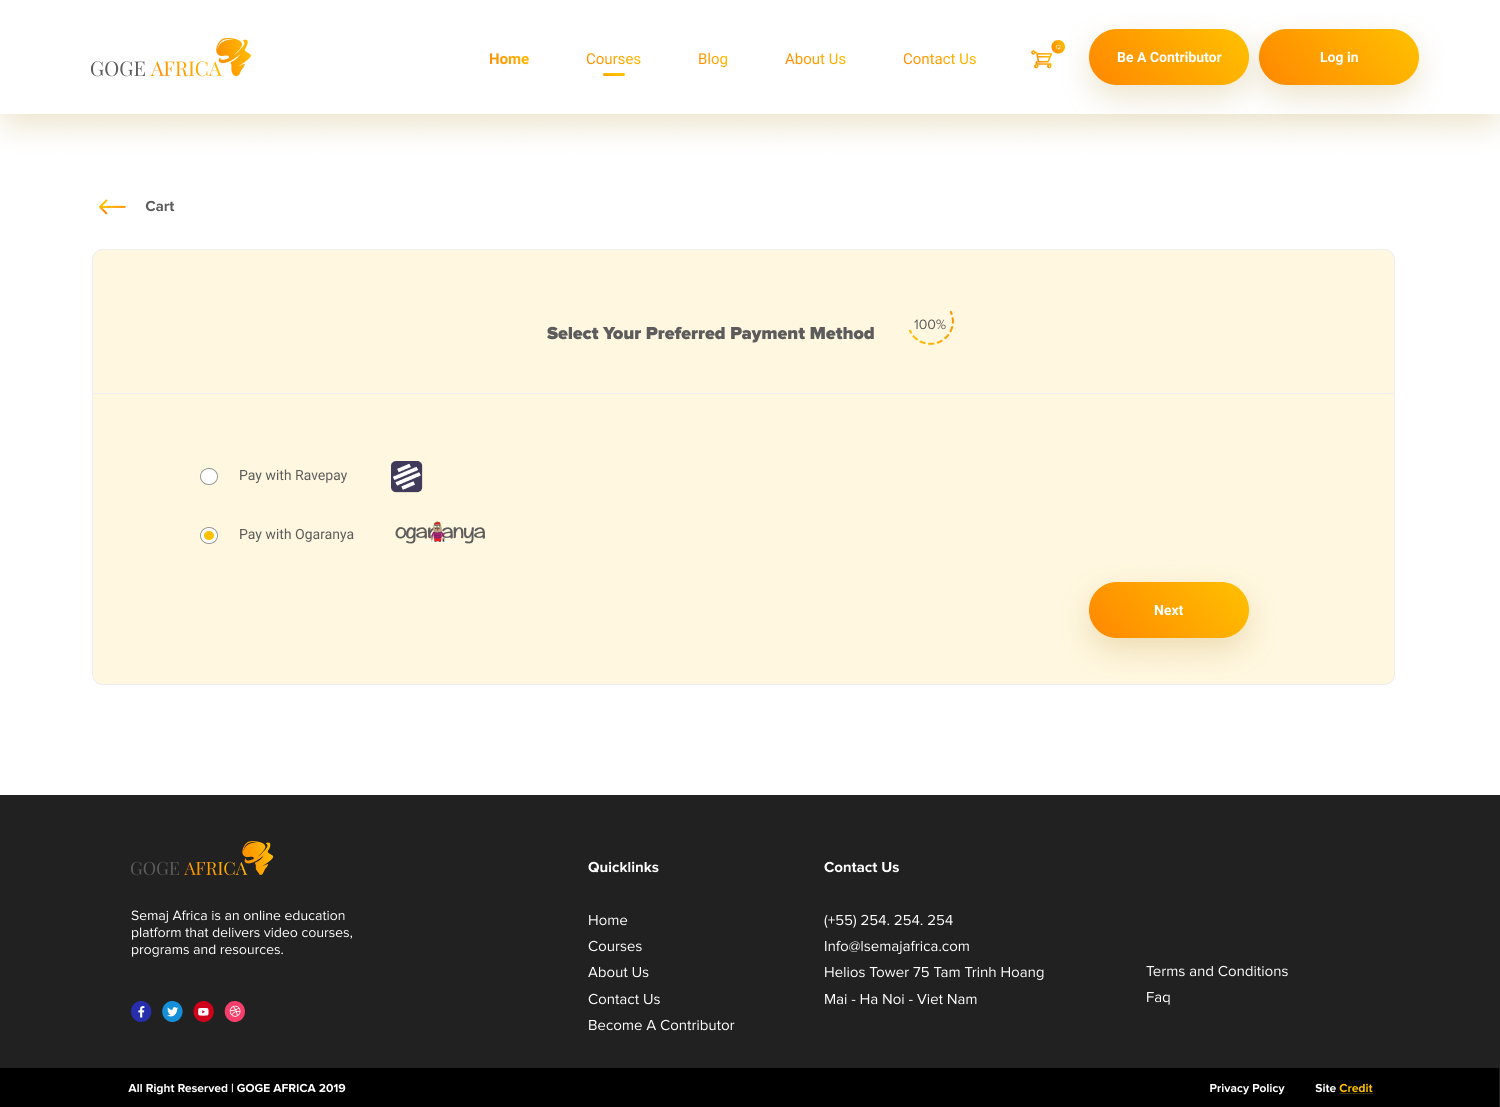 GOGE AFRICA
Home
Courses
Blog
About Us
Contact Us
0
Be A Contributor
Log in
Cart
Select Your Preferred Payment Method
100%
Pay with Ravepay
Pay with Ogaranya
ogaranya
Next
GOGE AFRICA
Semaj Africa is an online education
platform that delivers video courses,
programs and resources.
Quicklinks
Home
Courses
About Us
Contact Us
Become A Contributor
Contact Us
(+55) 254. 254. 254
Info@lsemajafrica.com
Helios Tower 75 Tam Trinh Hoang
Mai - Ha Noi - Viet Nam
Terms and Conditions
Faq
All Right Reserved | GOGE AFRICA 2019
Privacy Policy
Site Credit